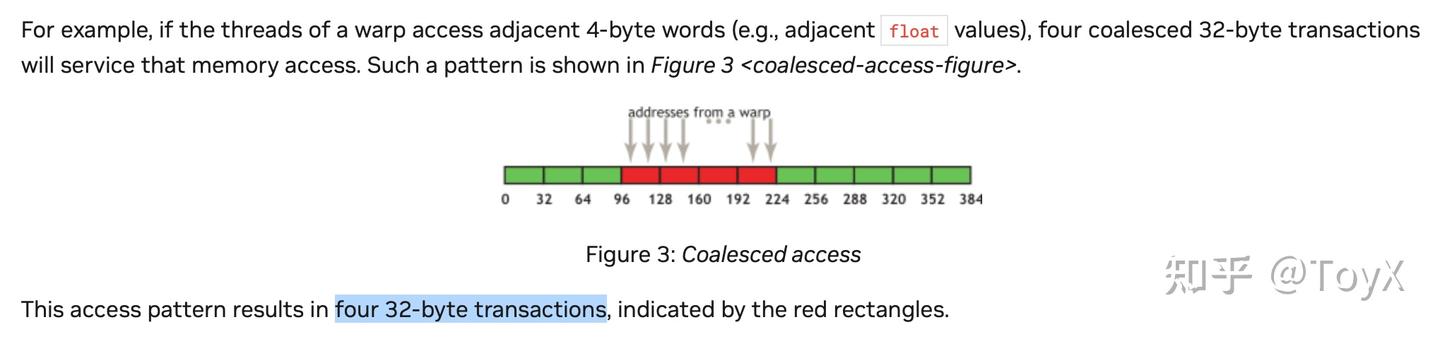 For example, if the threads of a warp access adjacent 4-byte words (e.g., adjacent float values), four coalesced 32-byte transactions
will service that memory access. Such a pattern is shown in Figure 3 <coalesced-access-figure>.
addresses from a warp
...
0 32 64 96 128 160 192 224 256 288 320 352 384
Figure 3: Coalesced access
知乎 @ToyX
This access pattern results in four 32-byte transactions, indicated by the red rectangles.